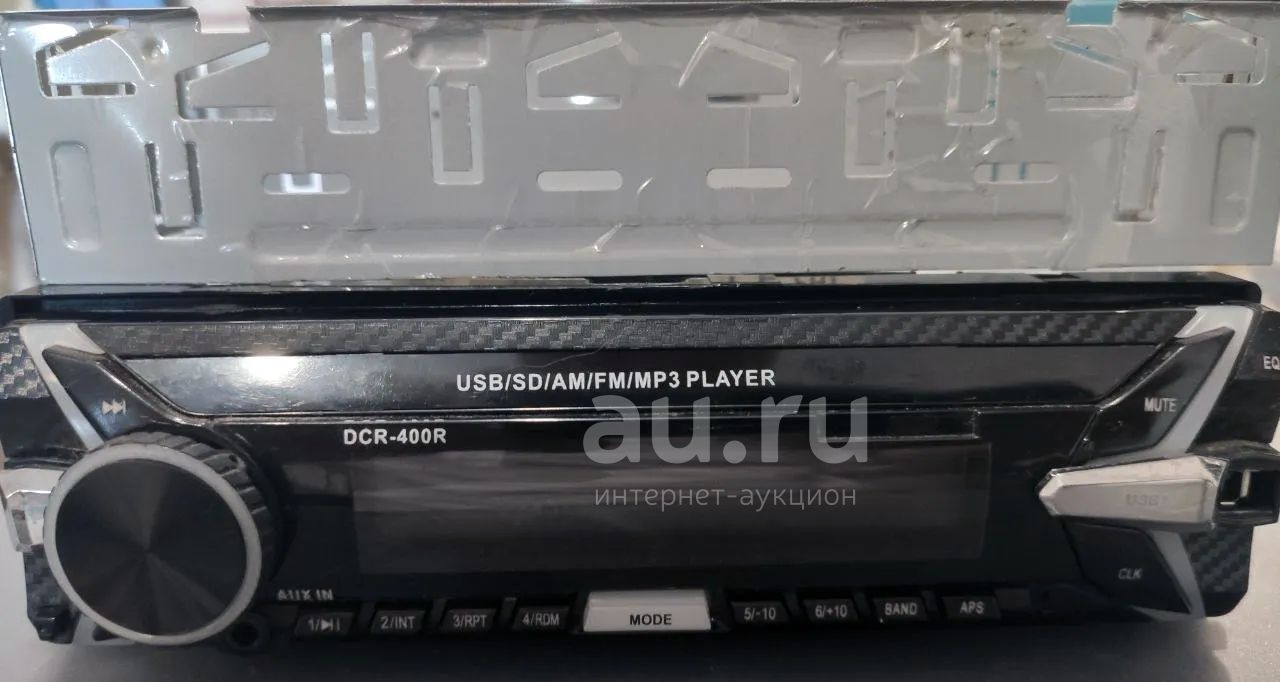 USB/SD/AM/FM/MP3 PLAYER
EQ
MUTE
DCR-400R
au.ru
интернет-аукцион
USB
CLK
AUX IN
1/▶II 2/INT 3/RPT 4/RDM MODE 5/-10 6/+10 BAND APS